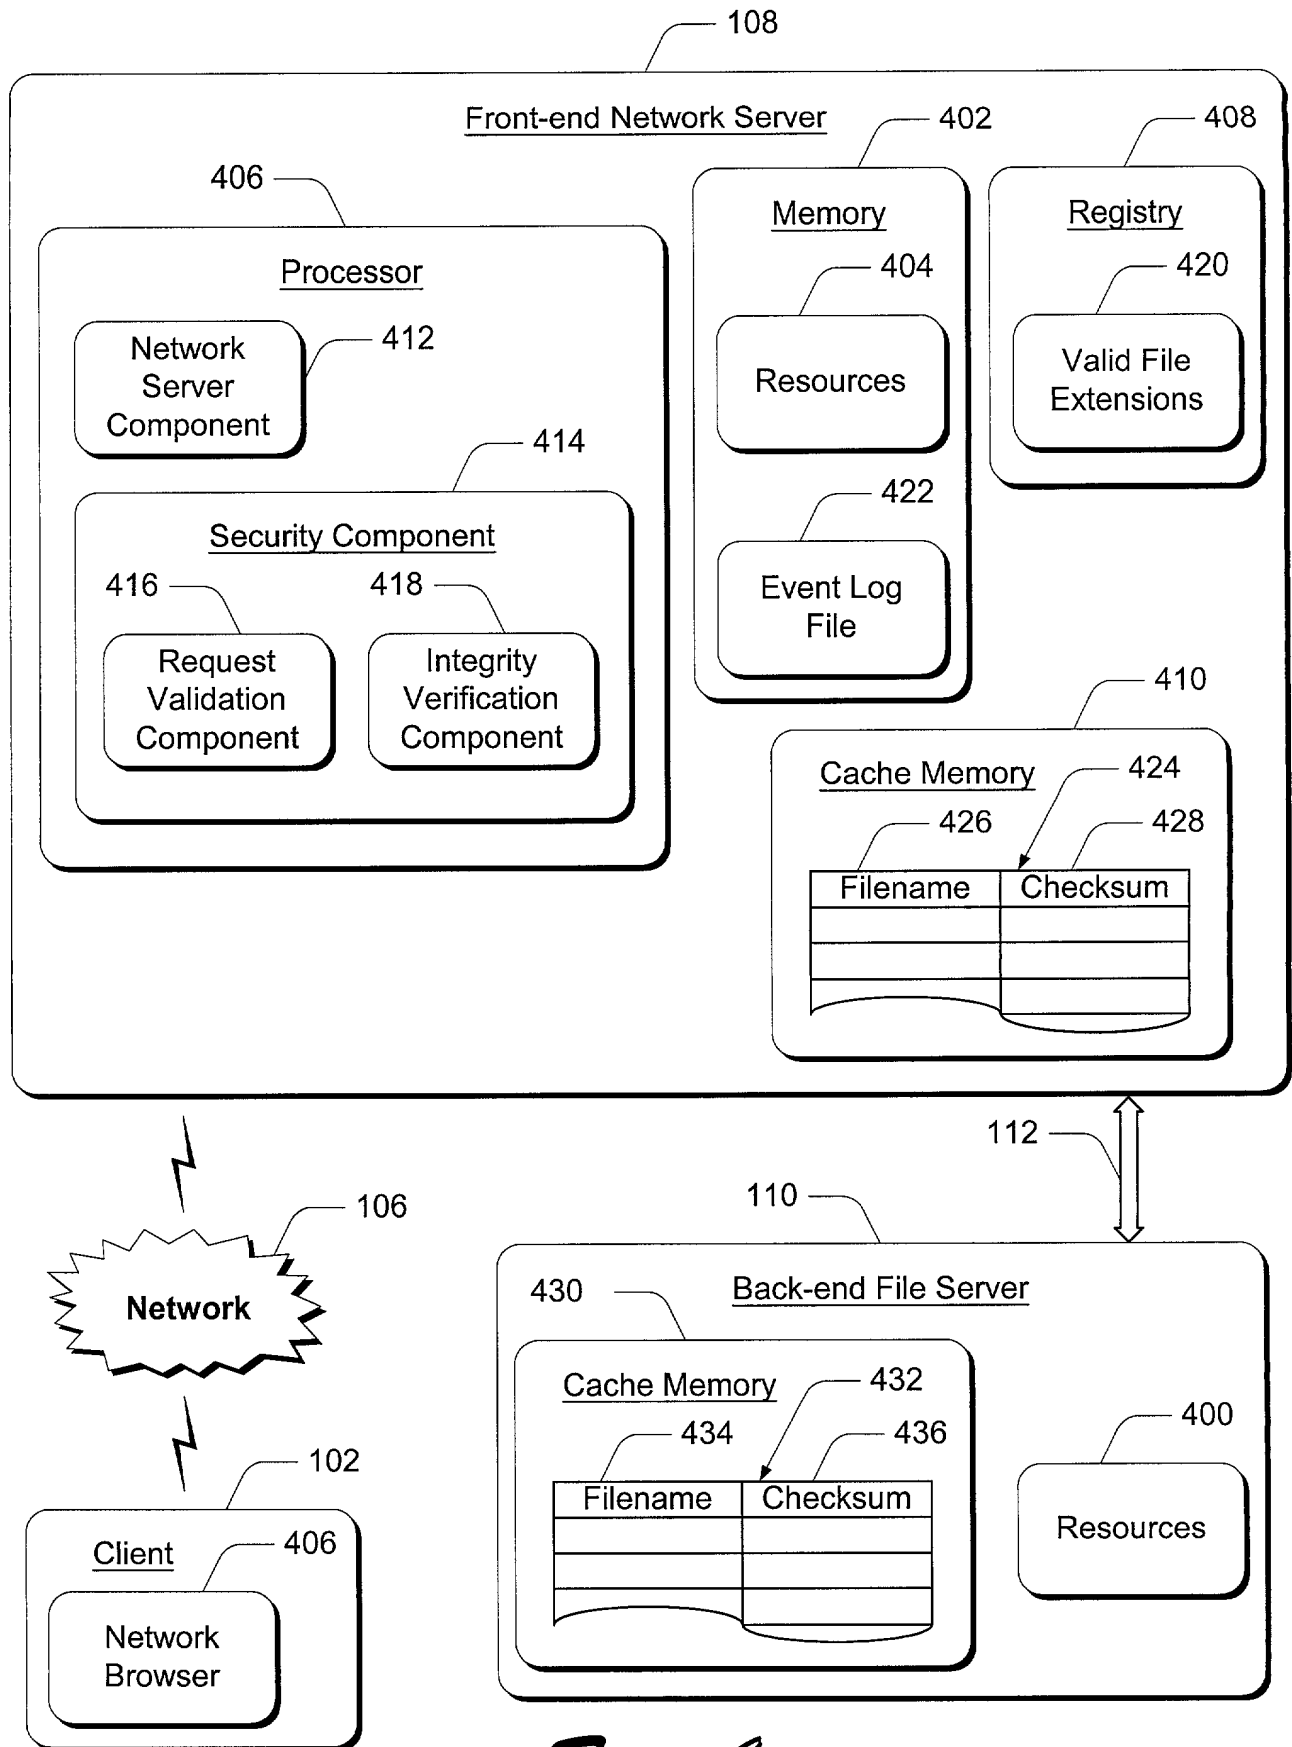 108
Front-end Network Server
402
408
406
Memory
Registry
Processor
404
420
412
Network
Server
Component
Resources
Valid File
Extensions
414
422
Security Component
416
418
Event Log
File
Request
Validation
Component
Integrity
Verification
Component
410
Cache Memory
424
426
428
Filename
Checksum
112
106
110
Network
430
Back-end File Server
Cache Memory
432
400
434
436
102
Filename
Checksum
Resources
Client
406
Network
Browser